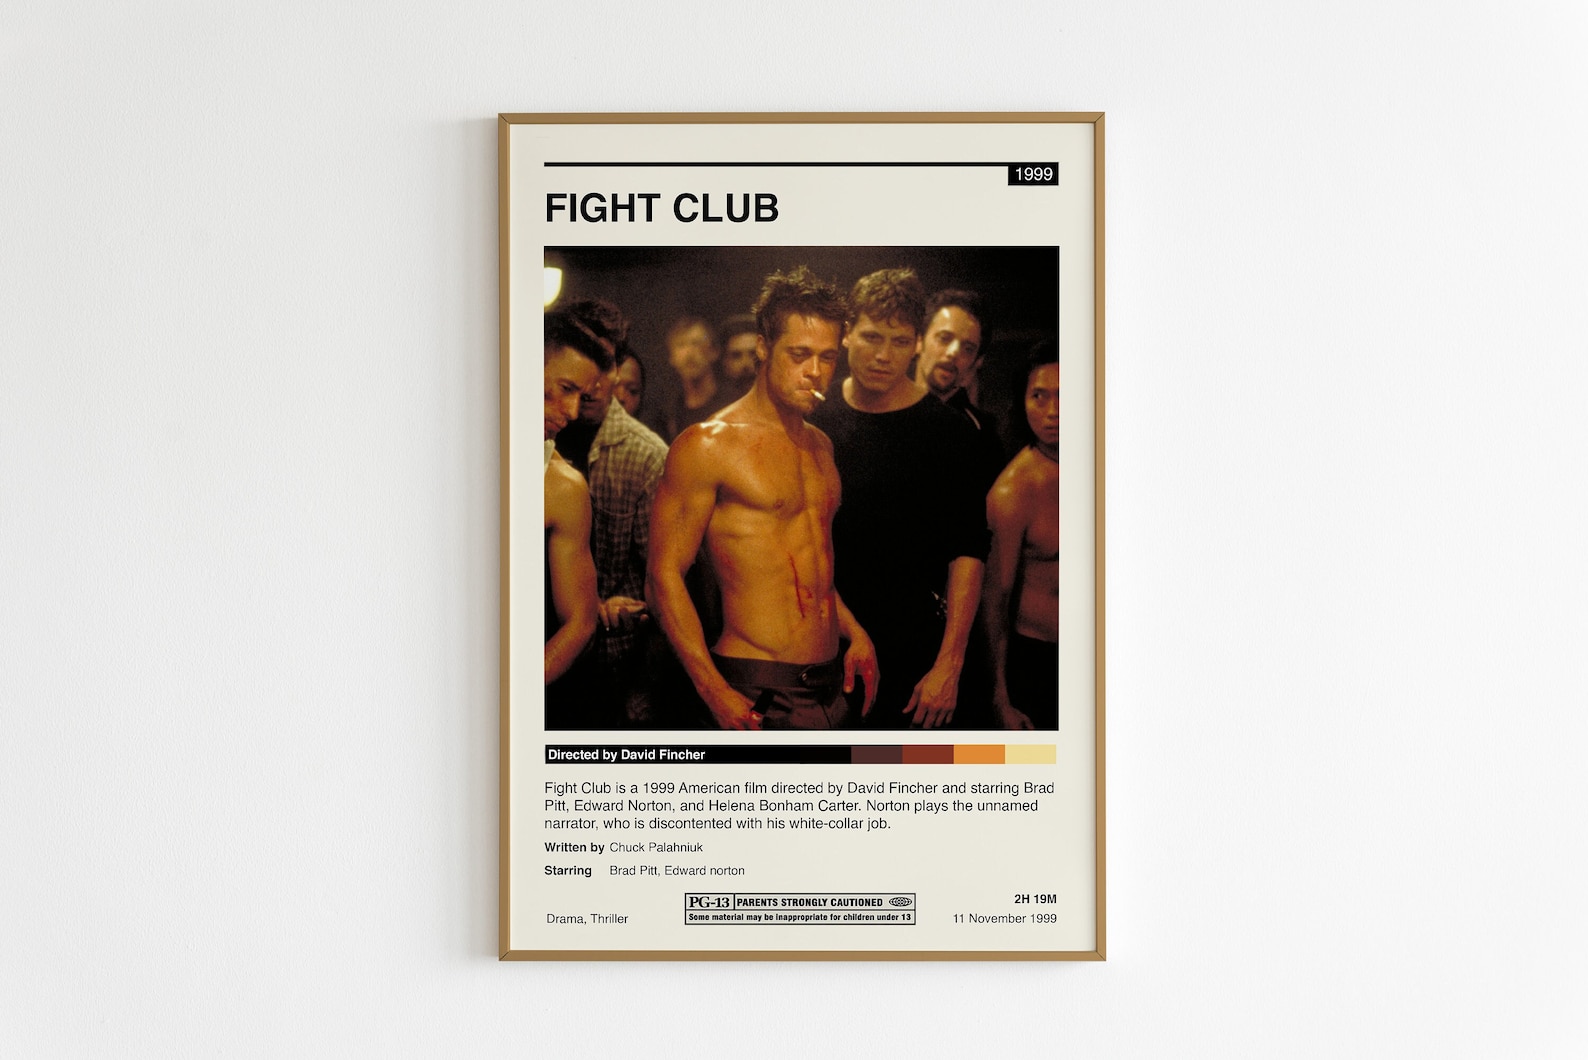 1999
FIGHT CLUB
Directed by David Fincher
Fight Club is a 1999 American film directed by David Fincher and starring Brad
Pitt, Edward Norton, and Helena Bonham Carter. Norton plays the unnamed
narrator, who is discontented with his white-collar job.
Written by Chuck Palahniuk
Starring Brad Pitt, Edward norton
PG-13 PARENTS STRONGLY CAUTIONED
Some material may be inappropriate for children under 13
2H 19M
Drama, Thriller
11 November 1999